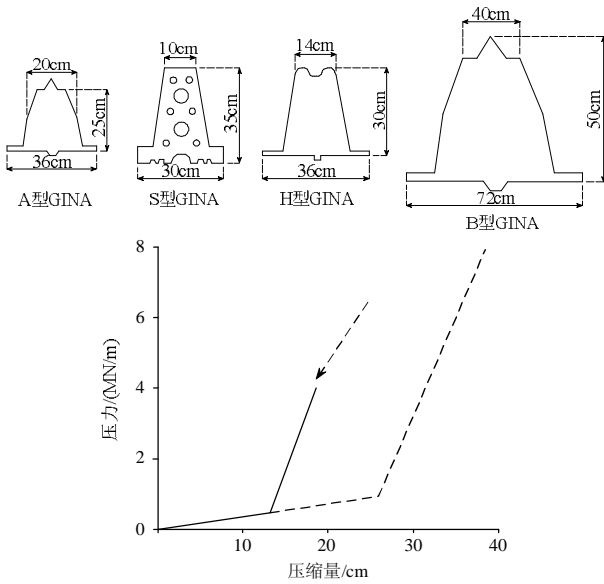 40cm
20cm
10cm
14cm
25cm
35cm
30cm
50cm
36cm
30cm
36cm
72cm
A型GINA
S型GINA
H型GINA
B型GINA
8
6
4
2
0
10
20
30
40
压力/(MN/m)
压缩量/cm